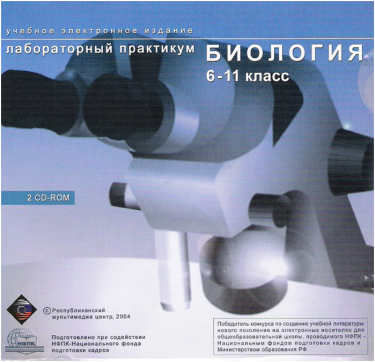 учебное электронное издание
лабораторный практикум
БИОЛОГИЯ
6-11 класс
2 CD-ROM
© Республиканский
мультимедиа центр, 2004
НФПК
Подготовлено при содействии
НФПК-Национального фонда
подготовки кадров
Победитель конкурса по созданию учебной литературы
нового поколения на электронных носителях для
общеобразовательной школы, проводимого НФПК -
Национальным фондом подготовки кадров и
Министерством образования РФ.